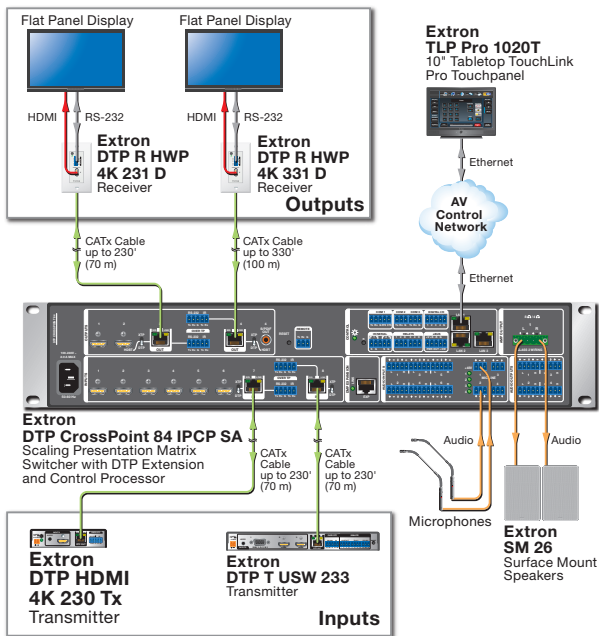 Flat Panel Display
Flat Panel Display
HDMI
RS-232
HDMI
RS-232
Extron
DTP R HWP
4K 231 D
Receiver
Extron
DTP R HWP
4K 331 D
Receiver
Outputs
Extron
TLP Pro 1020T
10" Tabletop TouchLink
Pro Touchpanel
Ethernet
AV
Control
Network
Ethernet
CATx Cable
up to 230'
(70 m)
CATx Cable
up to 330'
(100 m)
OUT
OUT
Extron
DTP CrossPoint 84 IPCP SA
Scaling Presentation Matrix
Switcher with DTP Extension
and Control Processor
CATx
Cable
up to 230'
(70 m)
CATx
Cable
up to 230'
(70 m)
Audio
Audio
Microphones
Extron
SM 26
Surface Mount
Speakers
Extron
DTP HDMI
4K 230 Tx
Transmitter
Extron
DTP T USW 233
Transmitter
Inputs